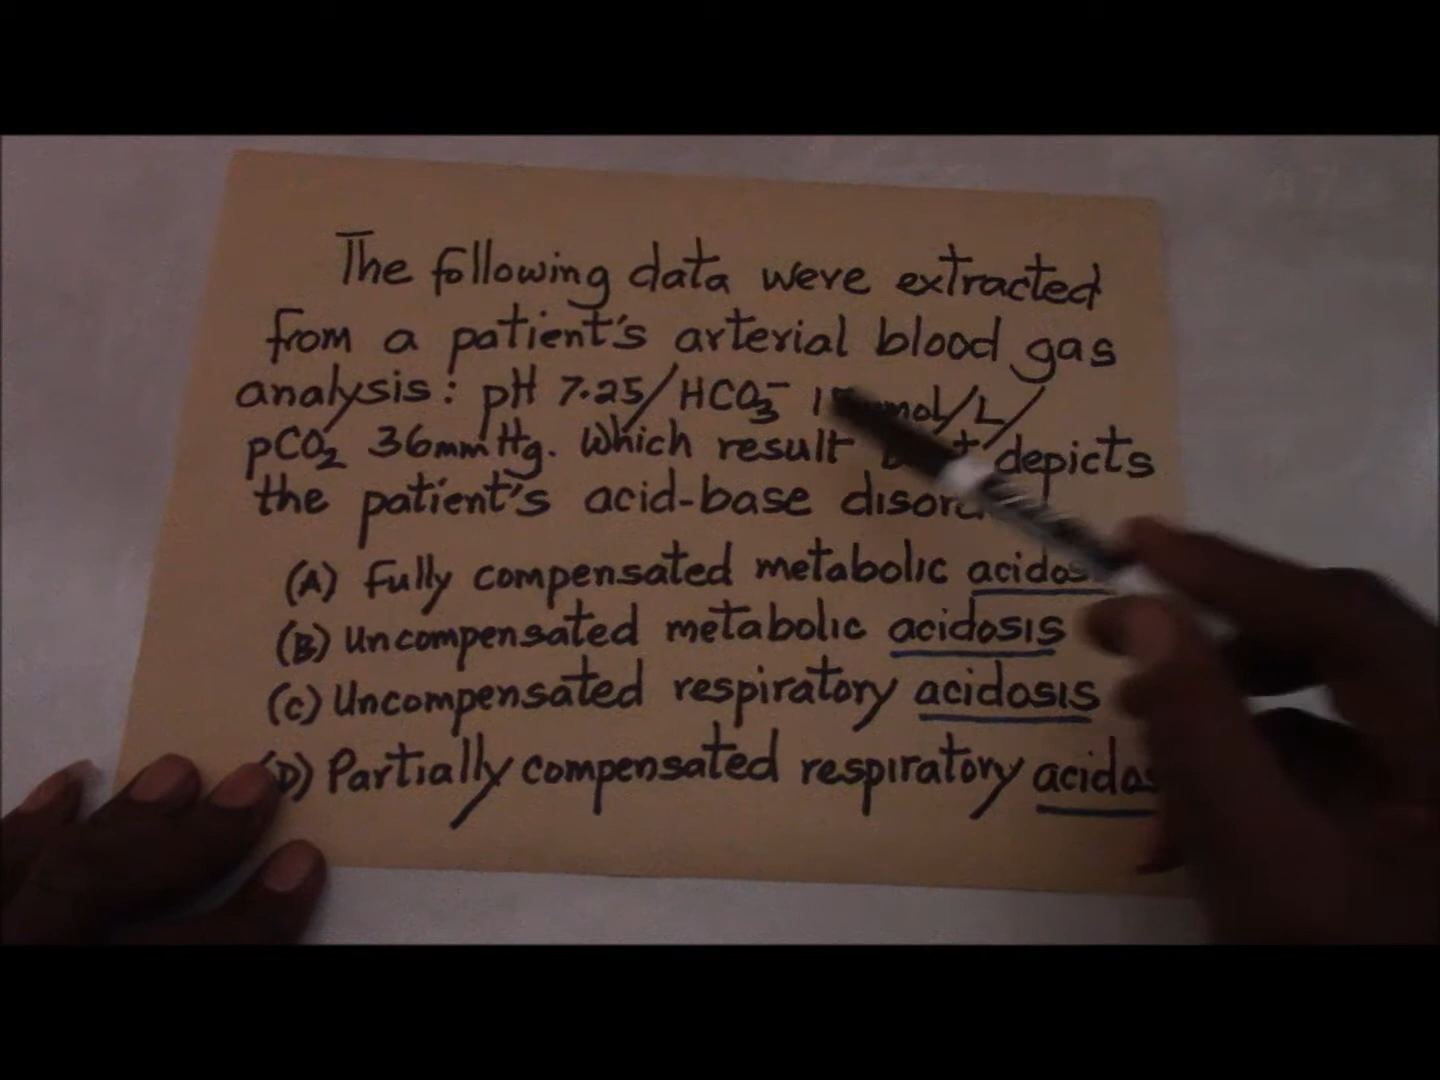 The following data were extracted
from a patient's arterial blood gas
analysis: pH 7.25/HCO3⁻ mmol/L/
pCO2 36mmHg. Which result depicts
the patient's acid-base
(A) Fully compensated metabolic
(B) Uncompensated metabolic acidosis
(C) Uncompensated respiratory acidosis
(D) Partially compensated respiratory